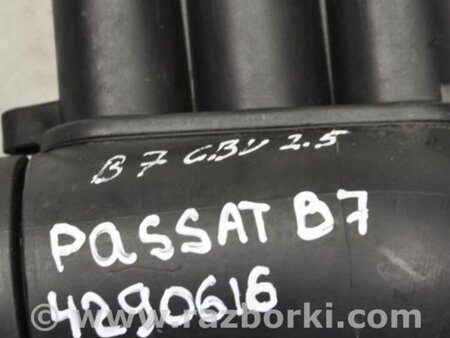 B7 CBU 2.5
PASSAT B7
4290616
© www.razborki.com